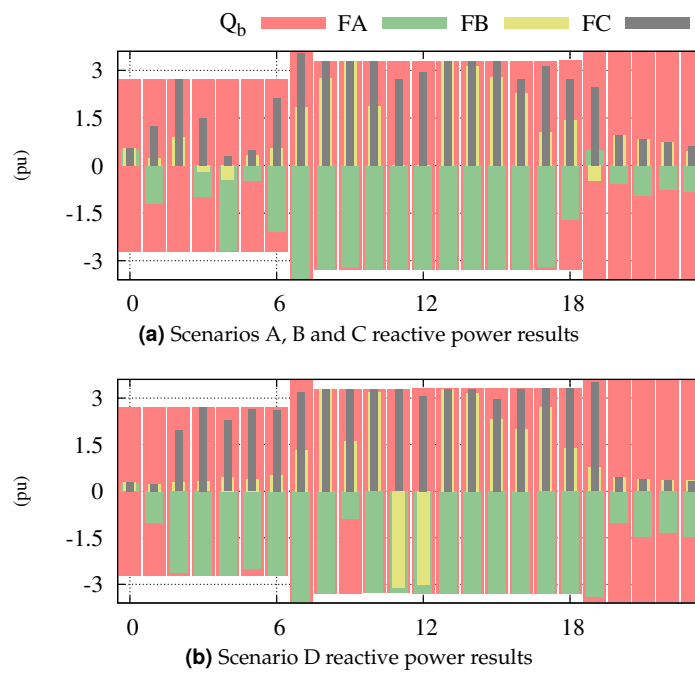 Q_b FA FB FC
3
1.5
0
-1.5
-3
(pu)
0 6 12 18
(a) Scenarios A, B and C reactive power results
3
1.5
0
-1.5
-3
(pu)
0 6 12 18
(b) Scenario D reactive power results